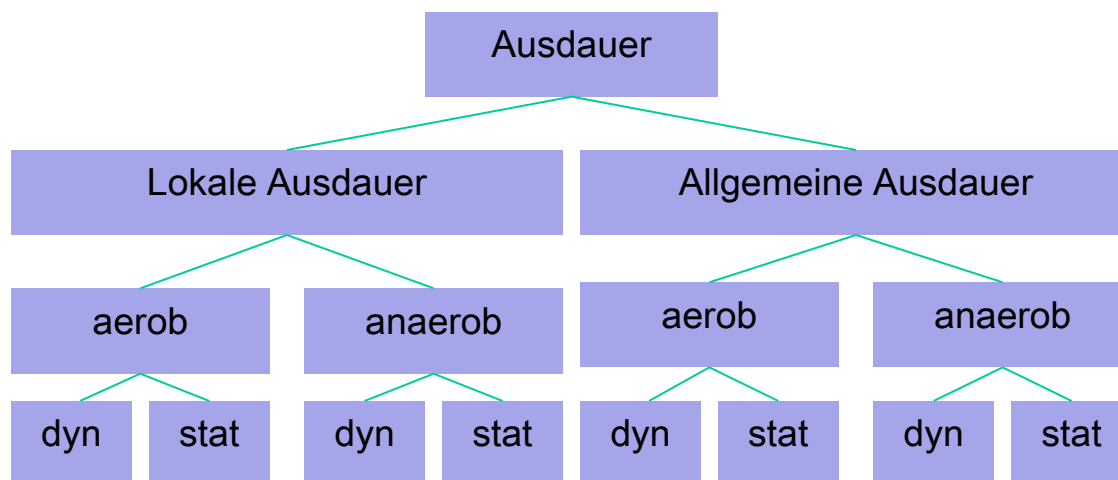 Ausdauer
Lokale Ausdauer
Allgemeine Ausdauer
aerob
anaerob
aerob
anaerob
dyn
stat
dyn
stat
dyn
stat
dyn
stat